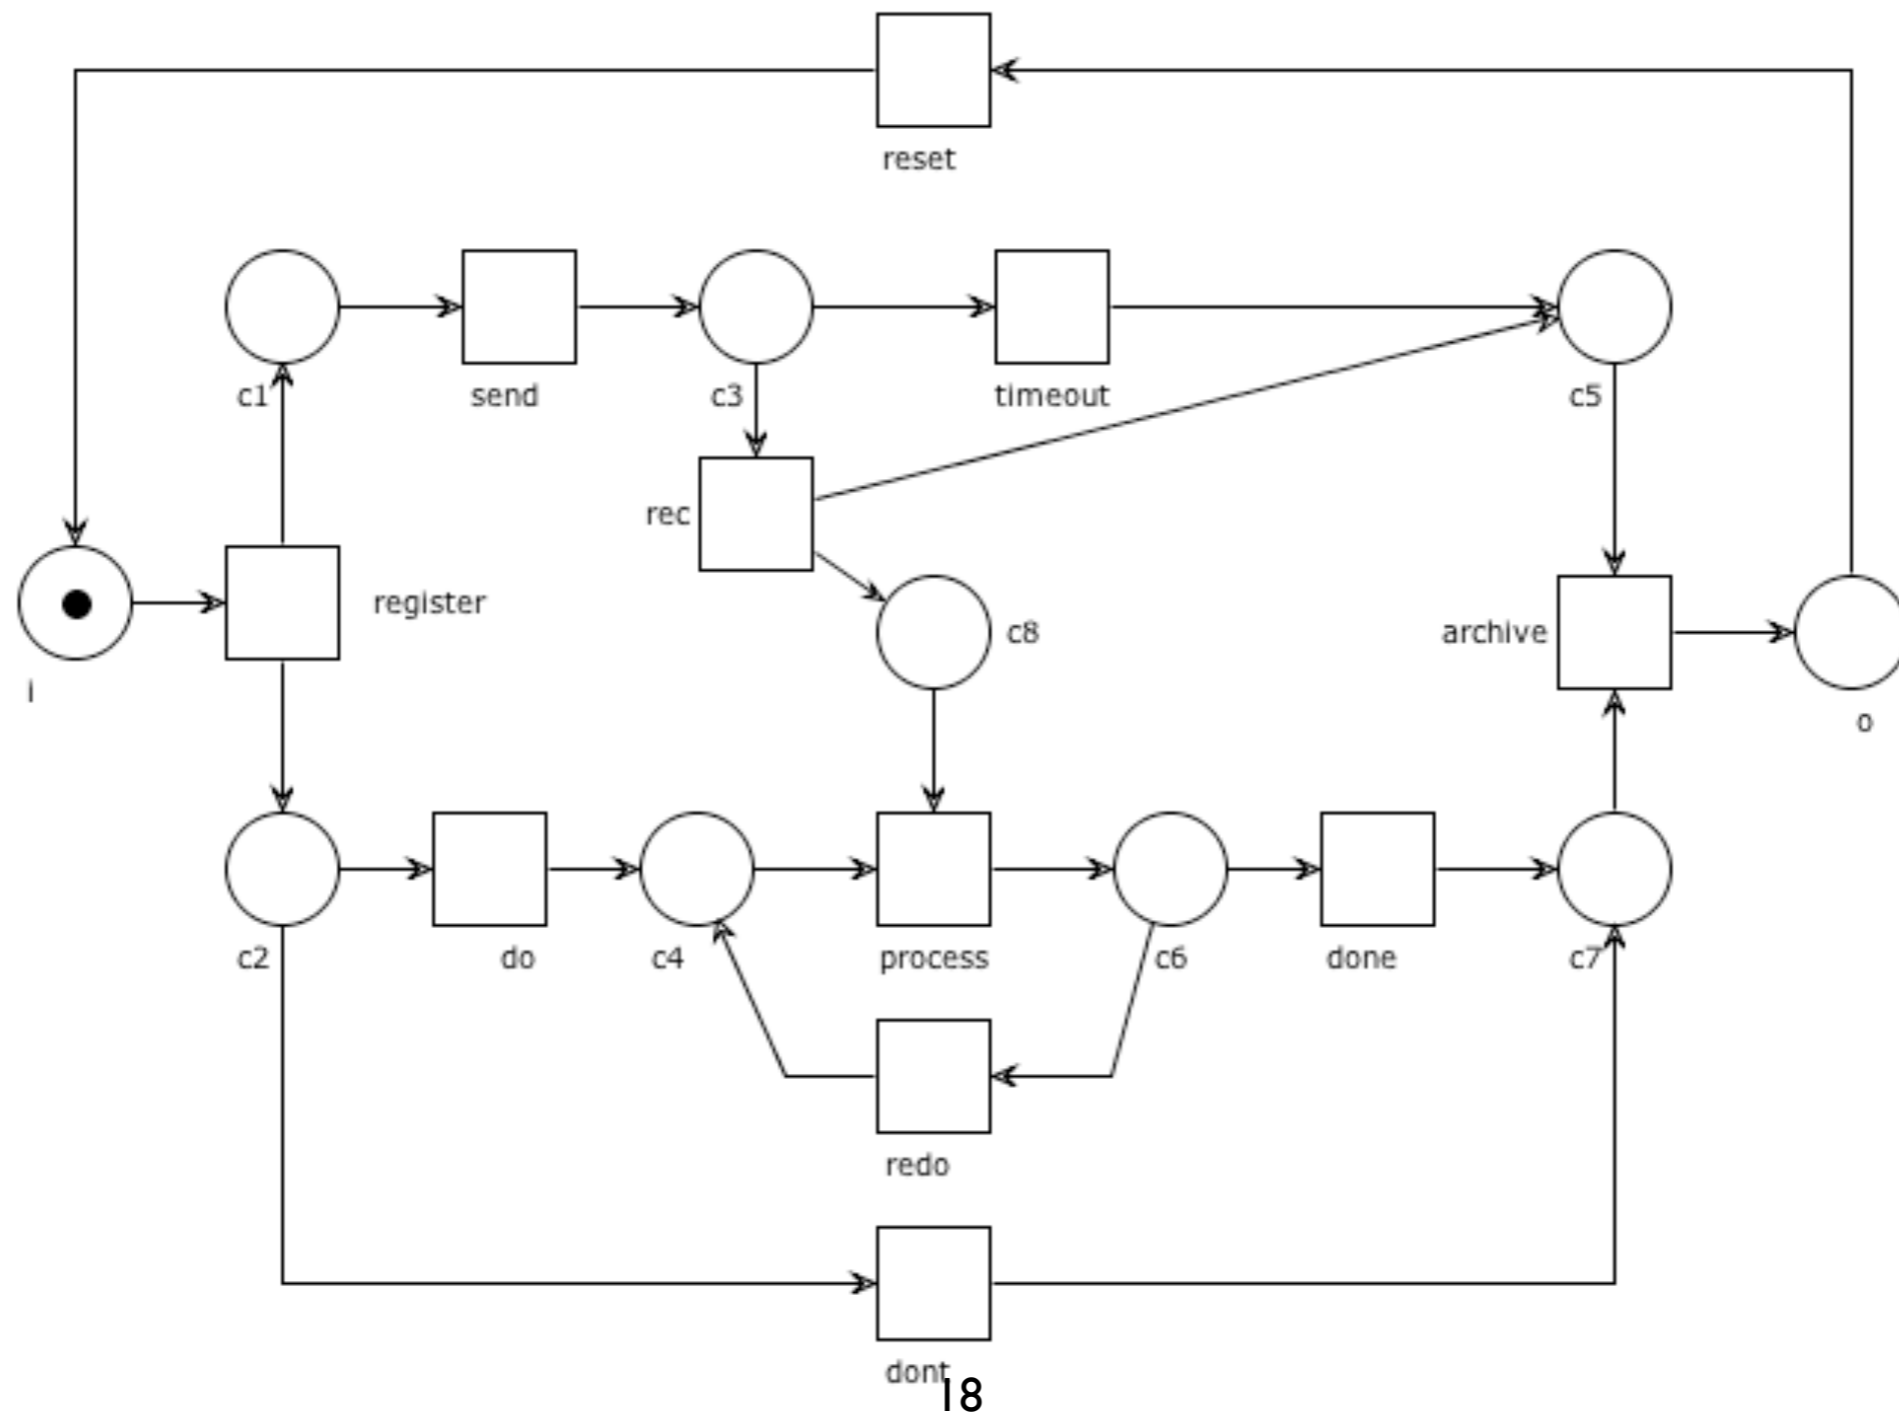 reset
c1
send
c3
timeout
c5
rec
register
c8
archive
i
o
c2
do
c4
process
c6
done
c7
redo
dont
18